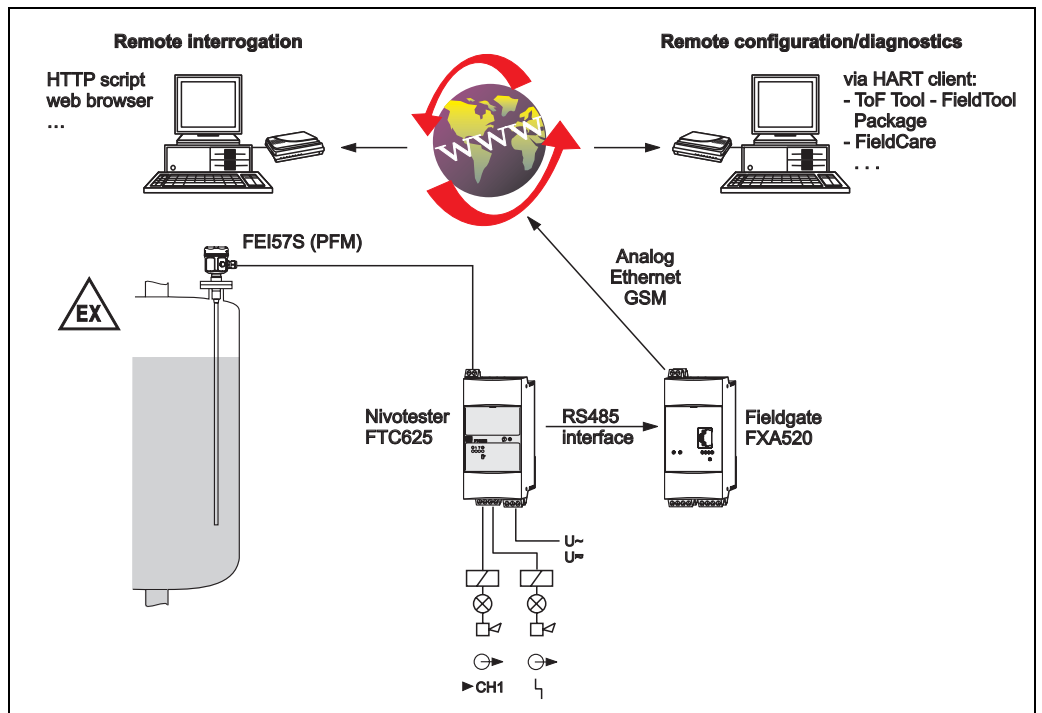 Remote interrogation
HTTP script
web browser
...
Remote configuration/diagnostics
via HART client:
- ToF Tool - FieldTool
Package
- FieldCare
. . .
WWW
FEI57S (PFM)
EX
Analog
Ethernet
GSM
Nivotester
FTC625
RS485
interface
Fieldgate
FXA520
U~
U≂
CH1